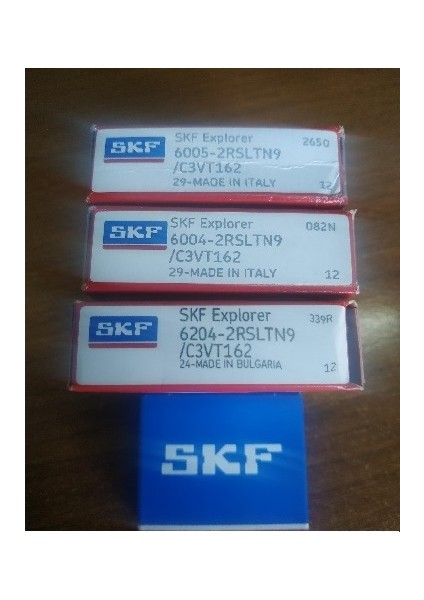 SKF
SKF Explorer
265Q
6005-2RSLTN9
/C3VT162
29-MADE IN ITALY
12
SKF
SKF Explorer
082N
6004-2RSLTN9
/C3VT162
29-MADE IN ITALY
12
SKF
SKF Explorer
339R
6204-2RSLTN9
/C3VT162
24-MADE IN BULGARIA
12
SKF